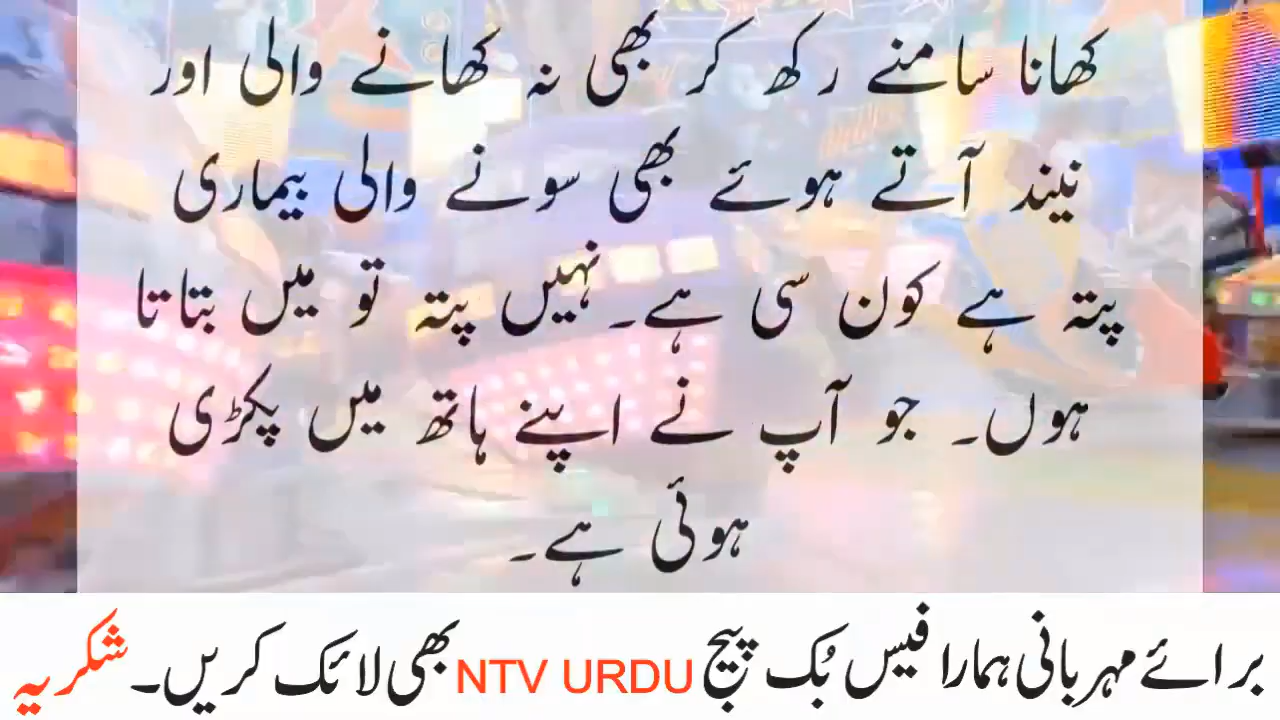 کھانا سامنے رکھ کر بھی نہ کھانے والی اور
نیند آتے ہوئے بھی سونے والی بیماری
پتہ ہے کون سی ہے۔نہیں پتہ تو میں بتاتا
ہوں۔ جو آپ نے اپنے ہاتھ میں پکڑی
ہوئی ہے۔
برائے مہربانی ہمارا فیس بُک پیج NTV URDU بھی لائک کریں۔ شکریہ